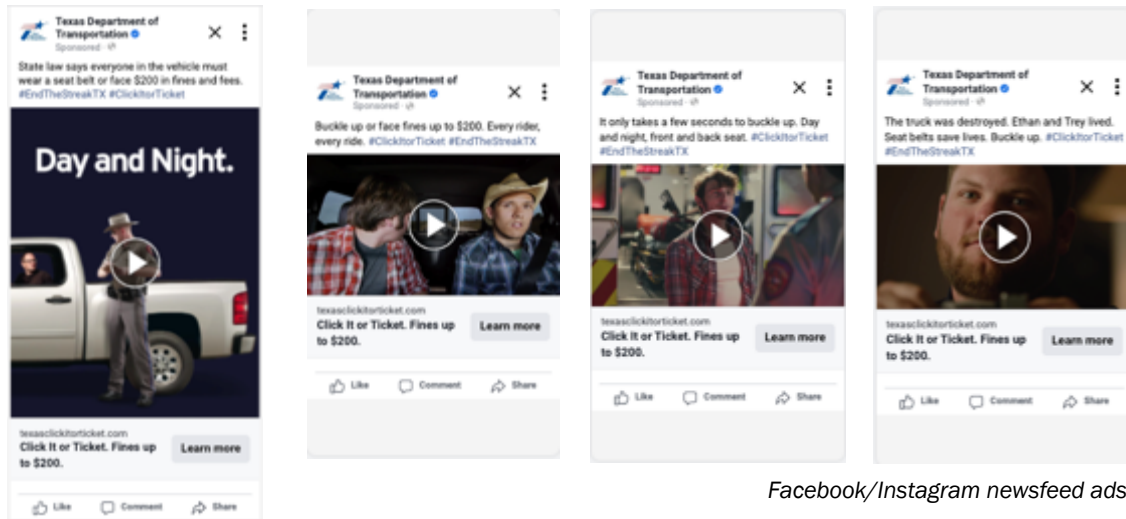 Texas Department of
Transportation
Sponsored ·
State law says everyone in the vehicle must
wear a seat belt or face $200 in fines and fees.
#EndTheStreakTX #ClickItorTicket
Day and Night.
texasclickitorticket.com
Click It or Ticket. Fines up
to $200.
Learn more
Like
Comment
Share
Texas Department of
Transportation
Sponsored ·
Buckle up or face fines up to $200. Every rider,
every ride. #ClickItorTicket #EndTheStreakTX
texasclickitorticket.com
Click It or Ticket. Fines up
to $200.
Learn more
Like
Comment
Share
Texas Department of
Transportation
Sponsored ·
It only takes a few seconds to buckle up. Day
and night, front and back seat. #ClickItorTicket
#EndTheStreakTX
texasclickitorticket.com
Click It or Ticket. Fines up
to $200.
Learn more
Like
Comment
Share
Texas Department of
Transportation
Sponsored ·
The truck was destroyed. Ethan and Trey lived.
Seat belts save lives. Buckle up. #ClickItorTicket
#EndTheStreakTX
texasclickitorticket.com
Click It or Ticket. Fines up
to $200.
Learn more
Like
Comment
Share
Facebook/Instagram newsfeed ads